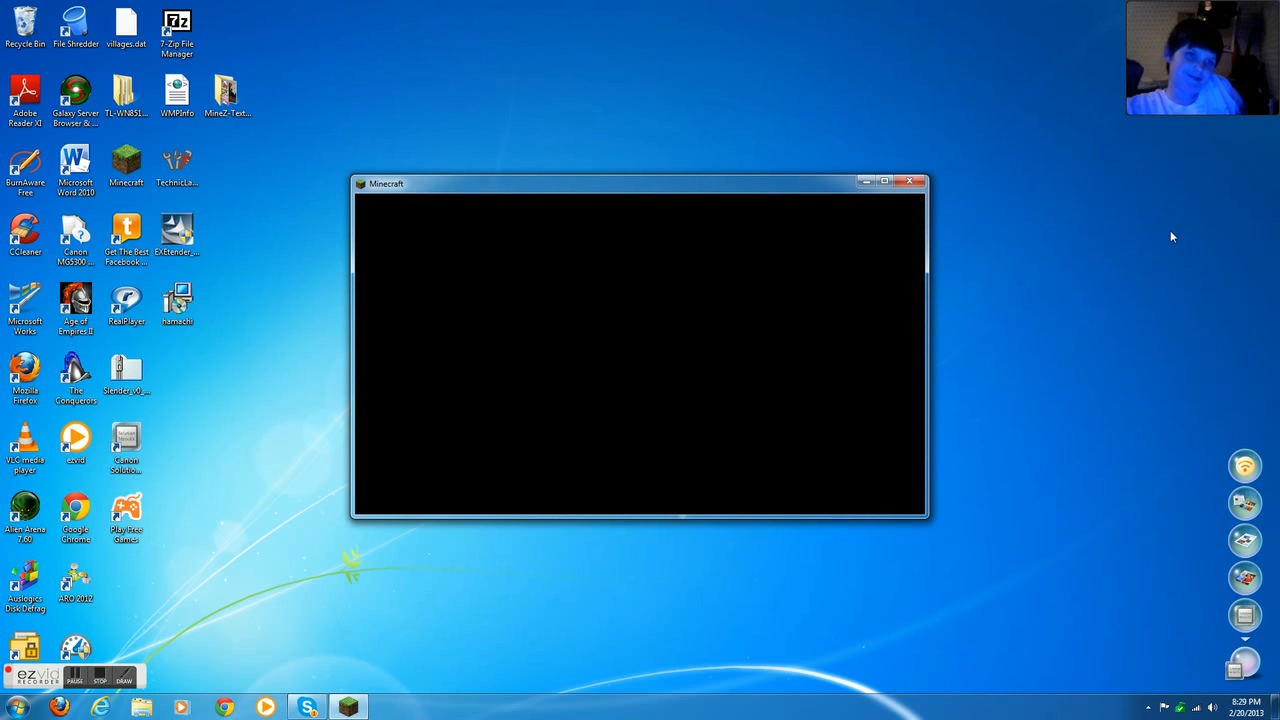 Recycle Bin
File Shredder
villages.dat
7-Zip File
Manager
Adobe
Reader XI
Galaxy Server
Browser & ...
TL-WN851...
WMPInfo
MineZ-Text...
BurnAware
Free
Microsoft
Word 2010
Minecraft
TechnicLa...
CCleaner
Canon
MG5300 ...
Get The Best
Facebook ...
EXEtender_...
Microsoft
Works
Age of
Empires II
RealPlayer
hamachi
Mozilla
Firefox
The
Conquerors
Slender_v0_...
VLC media
player
ezvid
Canon
Solutio...
Alien Arena
7.60
Google
Chrome
Play Free
Games
Auslogics
Disk Defrag
ARO 2012
Minecraft
ezvid
RECORDER
PAUSE
STOP
DRAW
8:29 PM
2/20/2013